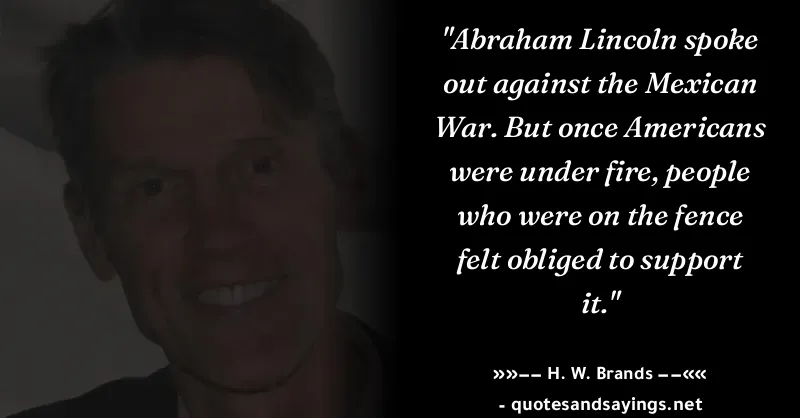 "Abraham Lincoln spoke
out against the Mexican
War. But once Americans
were under fire, people
who were on the fence
felt obliged to support
it."
»»−− H. W. Brands −−««
- quotesandsayings.net